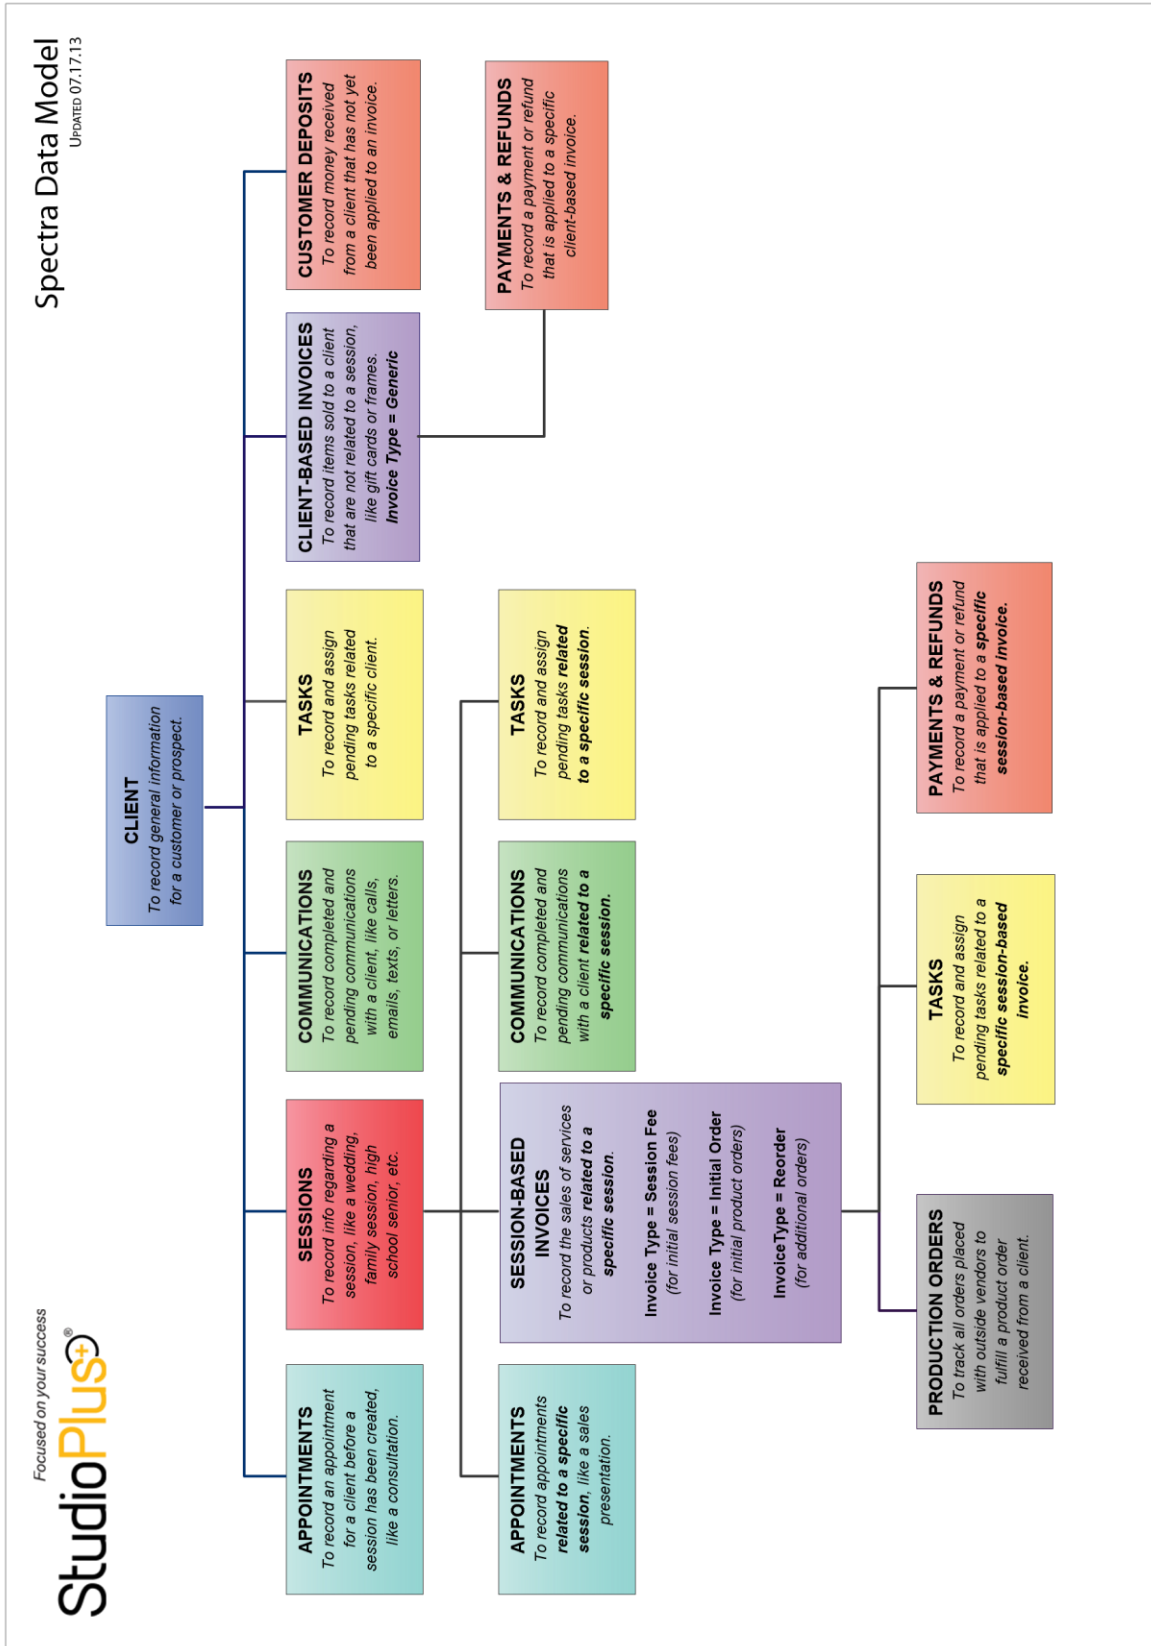 Focused on your success
StudioPlus+®
Spectra Data Model
UPDATED 07.17.13
CLIENT
To record general information
for a customer or prospect.
APPOINTMENTS
To record an appointment
for a client before a
session has been created,
like a consultation.
SESSIONS
To record info regarding a
session, like a wedding,
family session, high
school senior, etc.
COMMUNICATIONS
To record completed and
pending communications
with a client, like calls,
emails, texts, or letters.
TASKS
To record and assign
pending tasks related
to a specific client.
CLIENT-BASED INVOICES
To record items sold to a client
that are not related to a session,
like gift cards or frames.
Invoice Type = Generic
CUSTOMER DEPOSITS
To record money received
from a client that has not yet
been applied to an invoice.
APPOINTMENTS
To record appointments
related to a specific
session, like a sales
presentation.
SESSION-BASED
INVOICES
To record the sales of services
or products related to a
specific session.
Invoice Type = Session Fee
(for initial session fees)
Invoice Type = Initial Order
(for initial product orders)
InvoiceType = Reorder
(for additional orders)
COMMUNICATIONS
To record completed and
pending communications
with a client related to a
specific session.
TASKS
To record and assign
pending tasks related
to a specific session.
PAYMENTS & REFUNDS
To record a payment or refund
that is applied to a specific
client-based invoice.
PRODUCTION ORDERS
To track all orders placed
with outside vendors to
fulfill a product order
received from a client.
TASKS
To record and assign
pending tasks related to a
specific session-based
invoice.
PAYMENTS & REFUNDS
To record a payment or refund
that is applied to a specific
session-based invoice.